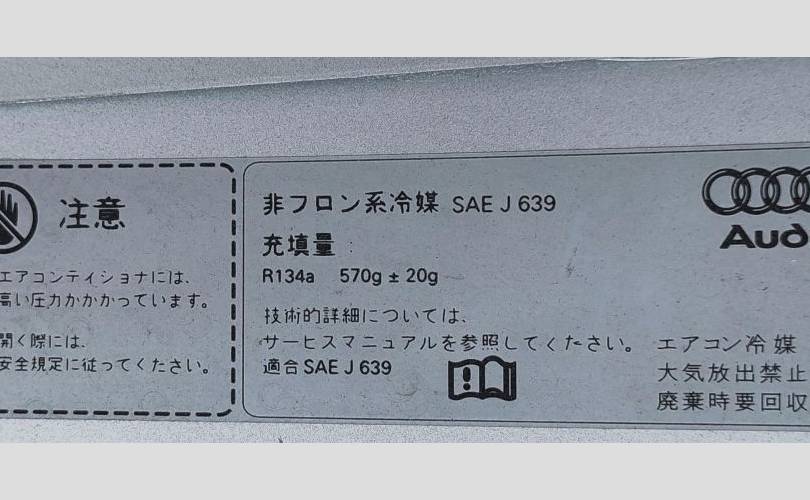 注意
エアコンティショナには、
高い圧力がかかっています。
開く際には、
安全規定に従ってください。
非フロン系冷媒 SAE J 639
充填量:
R134a 570g ± 20g
技術的詳細については、
サービスマニュアルを参照してください。
適合 SAE J 639
Aud
エアコン冷媒
大気放出禁止
廃棄時要回収